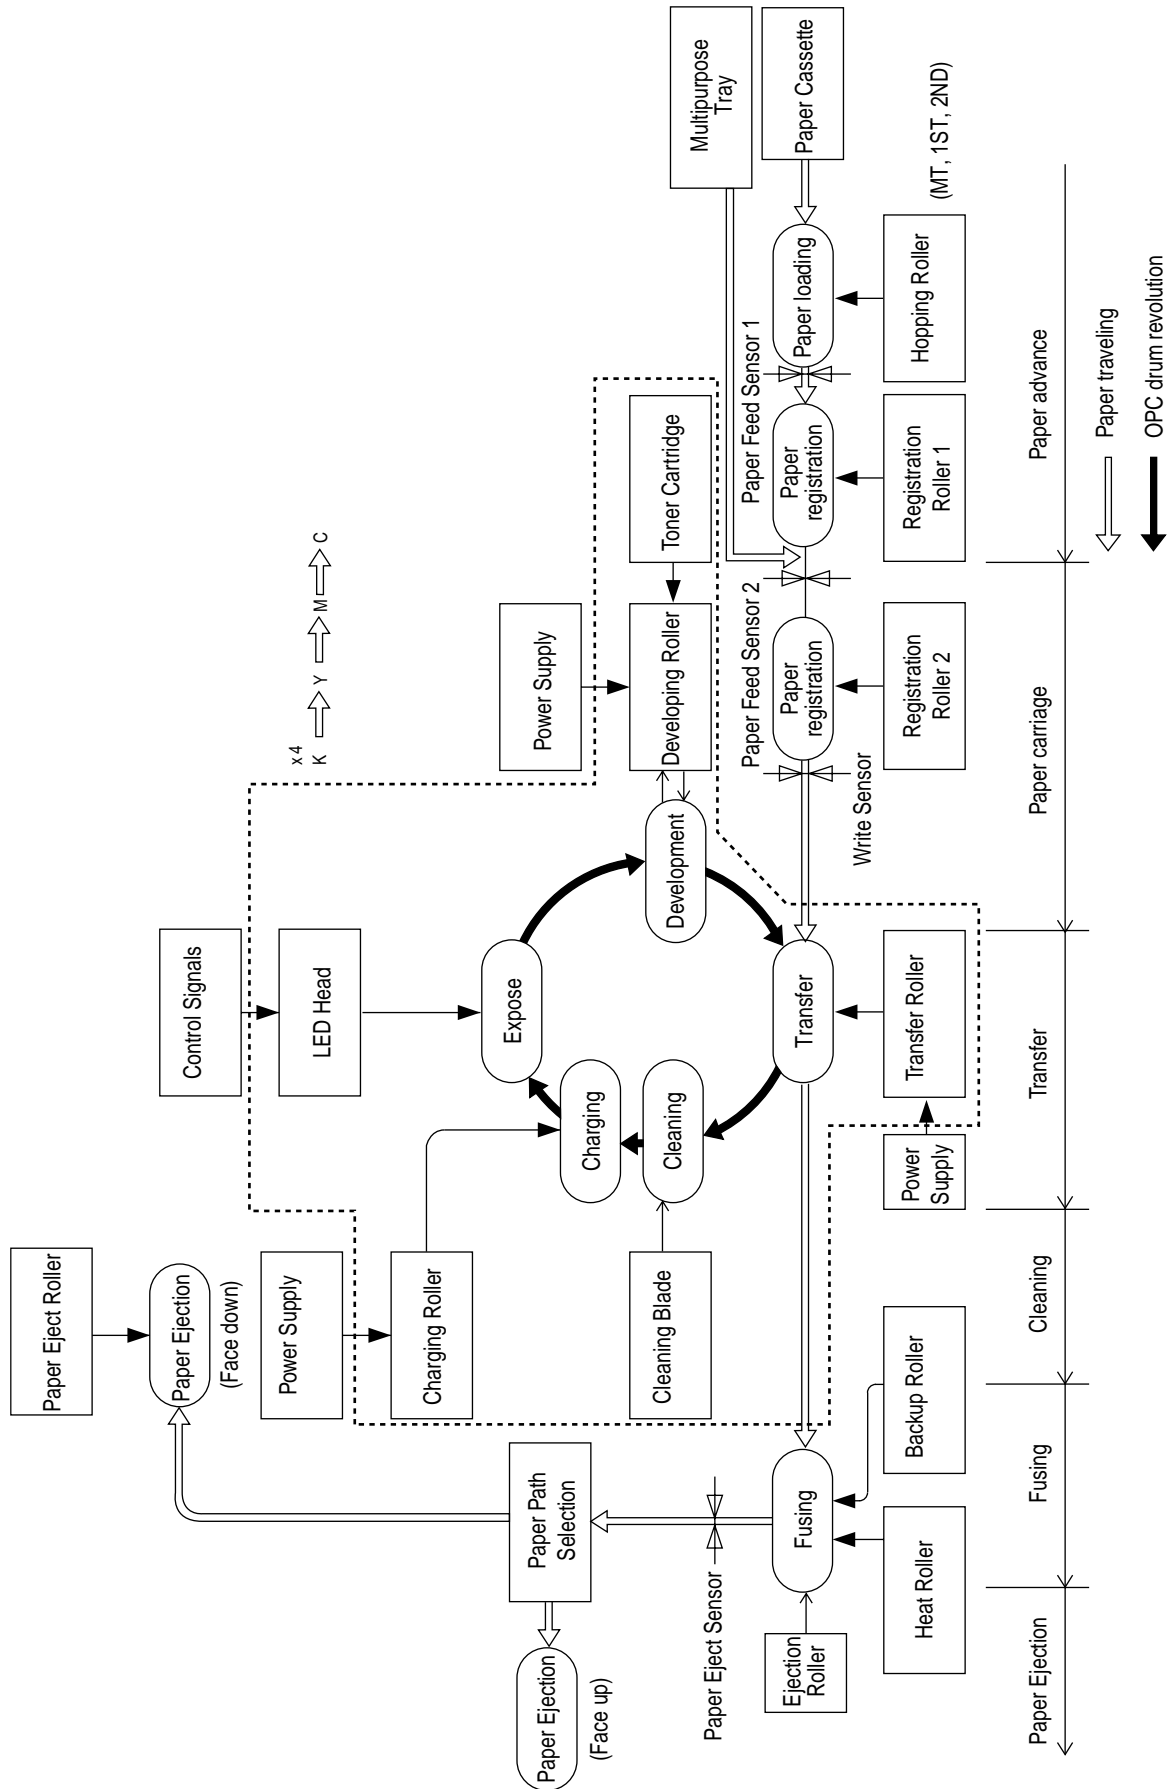 Paper Eject Roller
Paper Ejection
(Face down)
Power Supply
Charging Roller
Cleaning Blade
Control Signals
LED Head
x4
K
Y
M
C
Expose
Charging
Cleaning
Development
Transfer
Power Supply
Developing Roller
Toner Cartridge
Multipurpose
Tray
Paper Cassette
Paper loading
Paper Feed Sensor 1
Paper
registration
Paper Feed Sensor 2
Paper
registration
Write Sensor
Paper Path
Selection
Paper Ejection
(Face up)
Paper Eject Sensor
Fusing
Ejection
Roller
Heat Roller
Backup Roller
Power
Supply
Transfer Roller
Registration
Roller 2
Registration
Roller 1
Hopping Roller
(MT, 1ST, 2ND)
Paper Ejection
Fusing
Cleaning
Transfer
Paper carriage
Paper advance
Paper traveling
OPC drum revolution